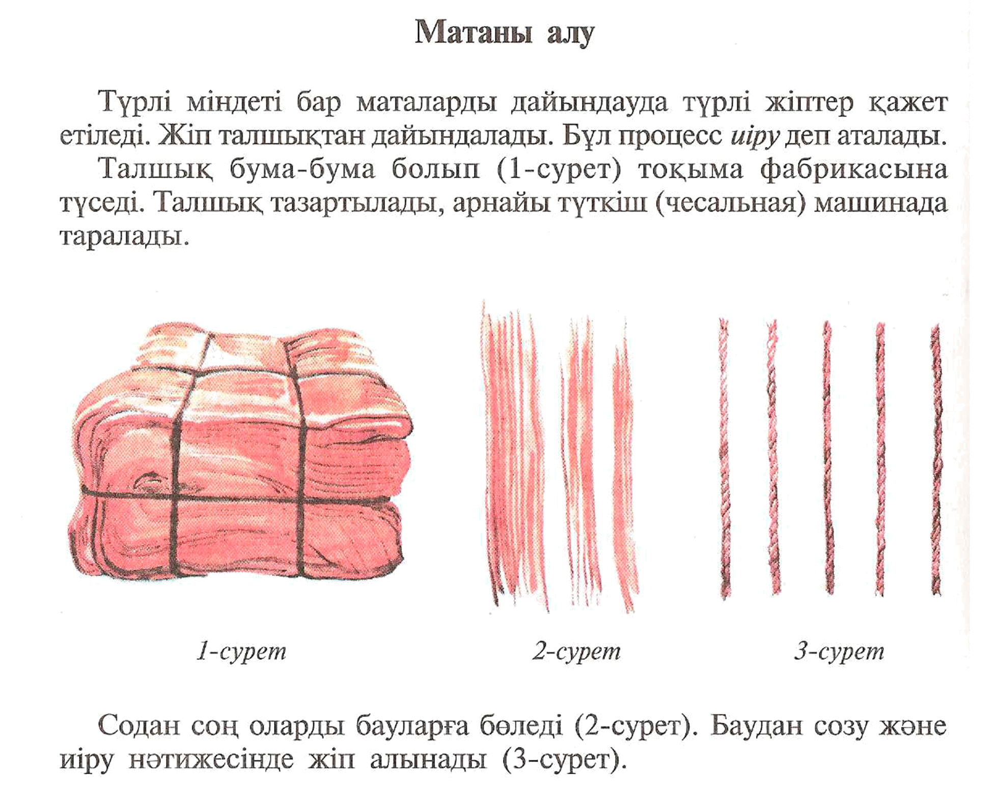 Матаны алу
Түрлі міндеті бар маталарды дайындауда түрлі жіптер қажет
етіледі. Жіп талшықтан дайындалады. Бұл процесс иіру деп аталады.
Талшық бума-бума болып (1-сурет) тоқыма фабрикасына
түседі. Талшық тазартылады, арнайы түткіш (чесальная) машинада
таралады.
1-сурет
2-сурет
3-сурет
Содан соң оларды бауларға бөледі (2-сурет). Баудан созу және
иіру нәтижесінде жіп алынады (3-сурет).